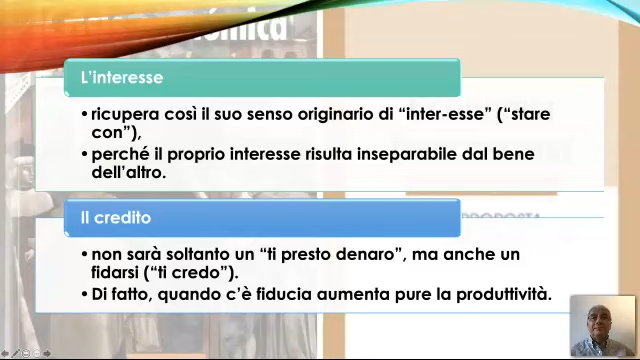 L'interesse
• ricupera così il suo senso originario di “inter-esse” (“stare
con”),
• perché il proprio interesse risulta inseparabile dal bene
dell'altro.
PROPOSTA
Il credito
• non sarà soltanto un “ti presto denaro”, ma anche un
fidarsi (“ti credo”).
• Di fatto, quando c'è fiducia aumenta pure la produttività.